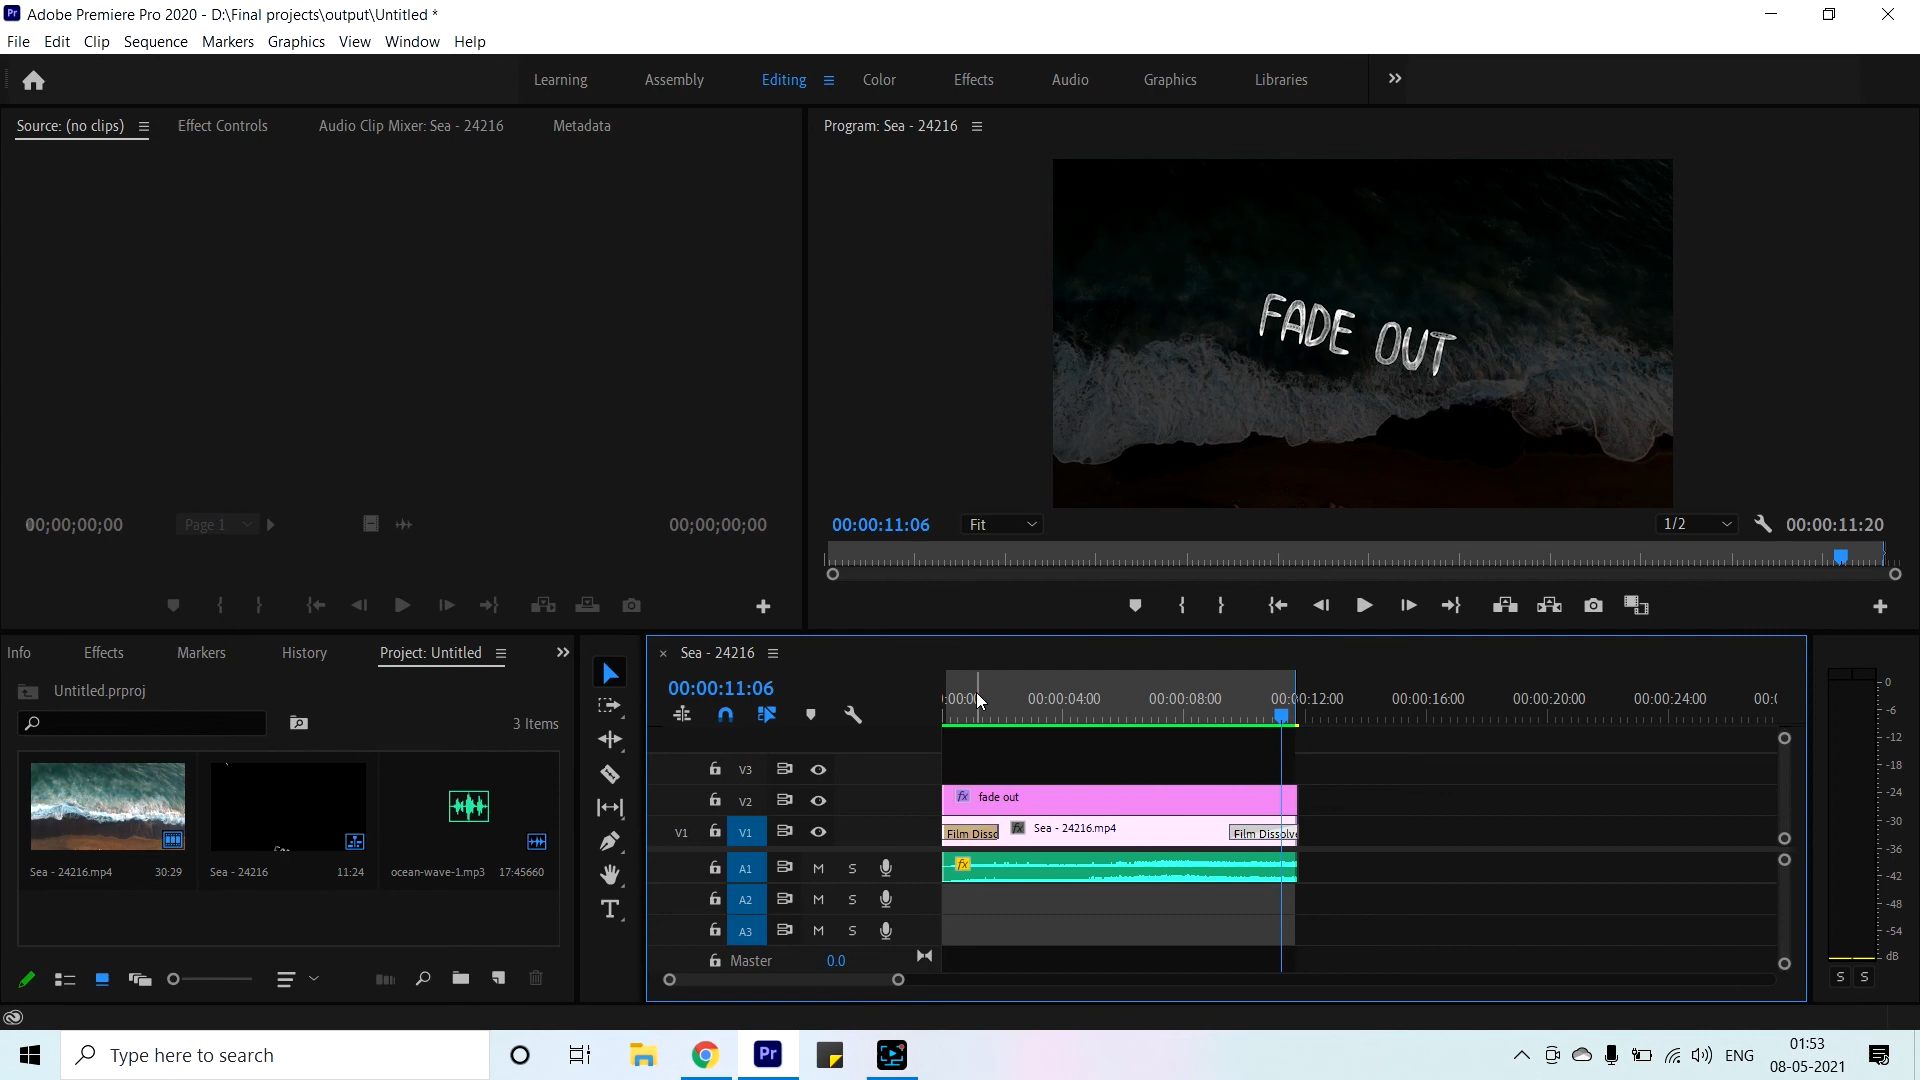 Adobe Premiere Pro 2020 - D:\Final projects\output\Untitled *
File Edit Clip Sequence Markers Graphics View Window Help
Learning Assembly Editing Color Effects Audio Graphics Libraries
Source: (no clips) Effect Controls Audio Clip Mixer: Sea - 24216 Metadata
Program: Sea - 24216
FADE OUT
00;00;00;00 Page 1 00;00;00;00
00:00:11:06 Fit 1/2 00:00:11:20
Info Effects Markers History Project: Untitled
Untitled.prproj
3 Items
Sea - 24216.mp4 30:29 Sea - 24216 11:24 ocean-wave-1.mp3 17:45660
× Sea - 24216
00:00:11:06
:00:00 00:00:04:00 00:00:08:00 00:00:12:00 00:00:16:00 00:00:20:00 00:00:24:00 00:0
V3
V2 fx fade out
V1 V1 Film Diss fx Sea - 24216.mp4 Film Dissolve
A1 M S fx
A2 M S
A3 M S
Master 0.0
0
-6
-12
-18
-24
-30
-36
-42
-48
-54
dB
S S
Type here to search
Pr
ENG
01:53
08-05-2021